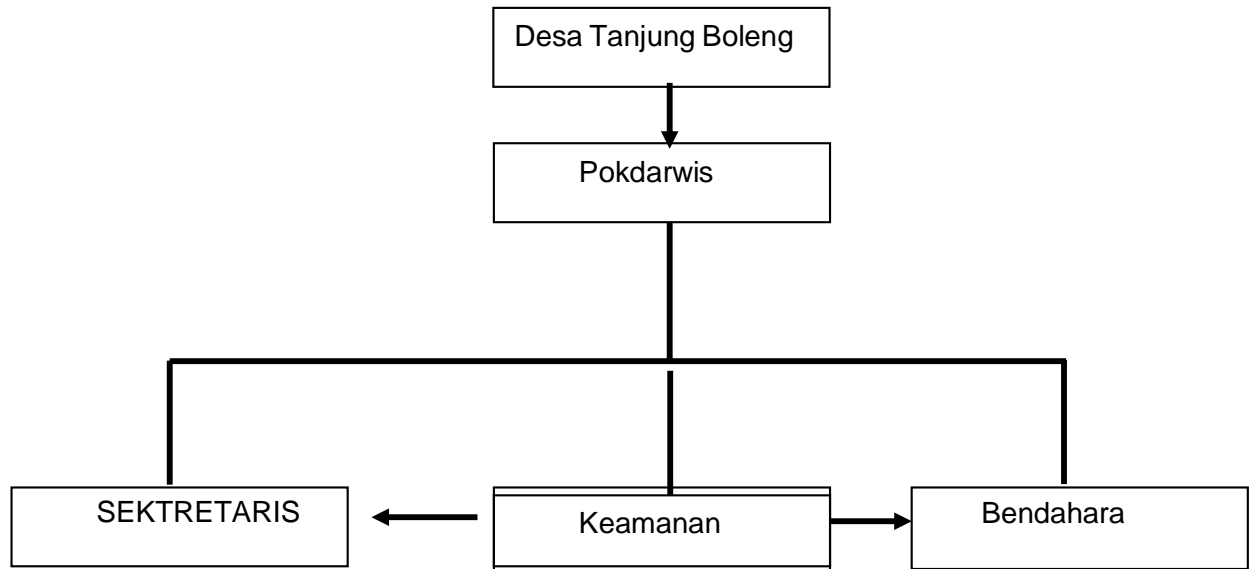 Desa Tanjung Boleng
Pokdarwis
SEKTRETARIS
Keamanan
Bendahara